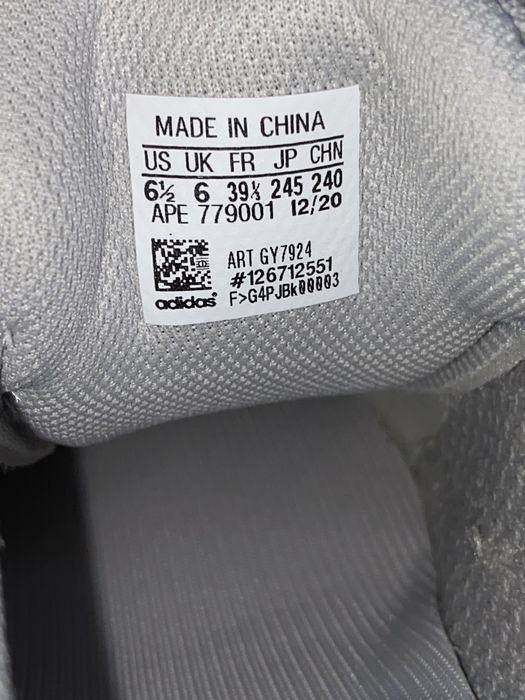 MADE IN CHINA
US UK FR JP CHN
6½ 6 39⅓ 245 240
APE 779001 12/20
ART GY7924
#126712551
adidas®
F>G4PJBk00003